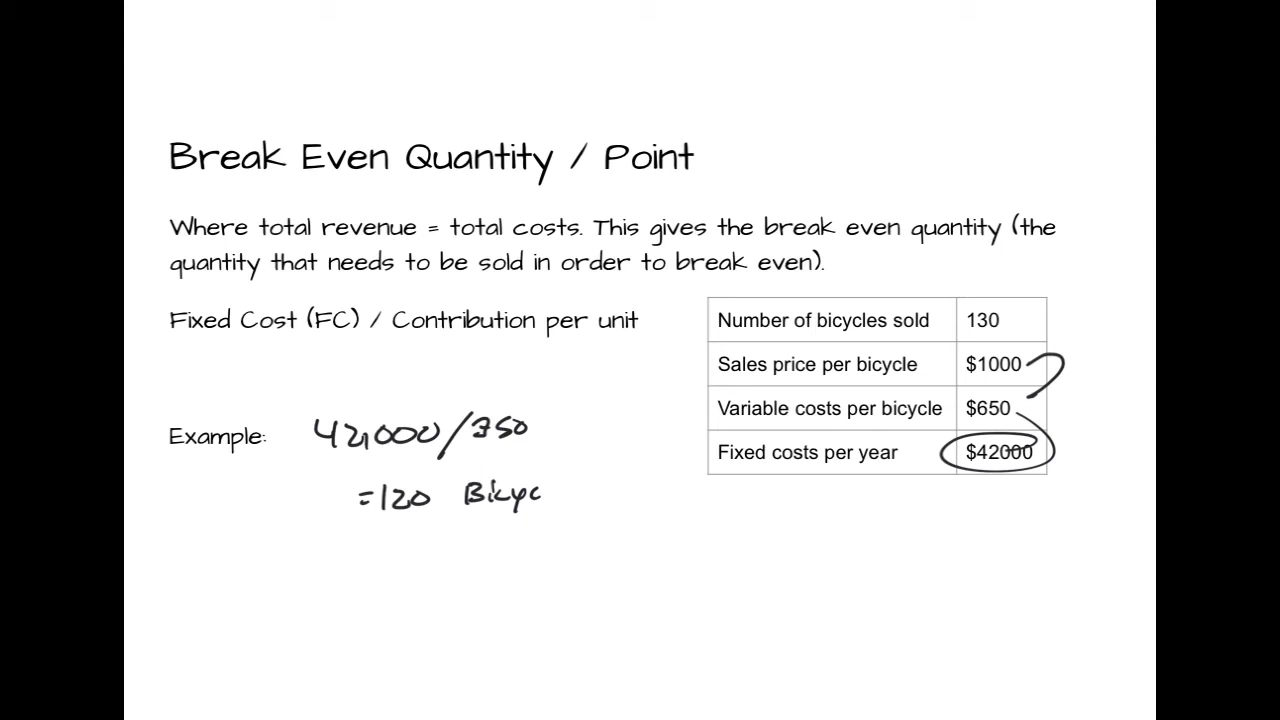 Break Even Quantity / Point
Where total revenue = total costs. This gives the break even quantity (the
quantity that needs to be sold in order to break even).
Fixed Cost (FC) / Contribution per unit
Number of bicycles sold 130
Sales price per bicycle $1000
Variable costs per bicycle $650
Fixed costs per year $42000
Example: 42,000/350
=120 Bicyc